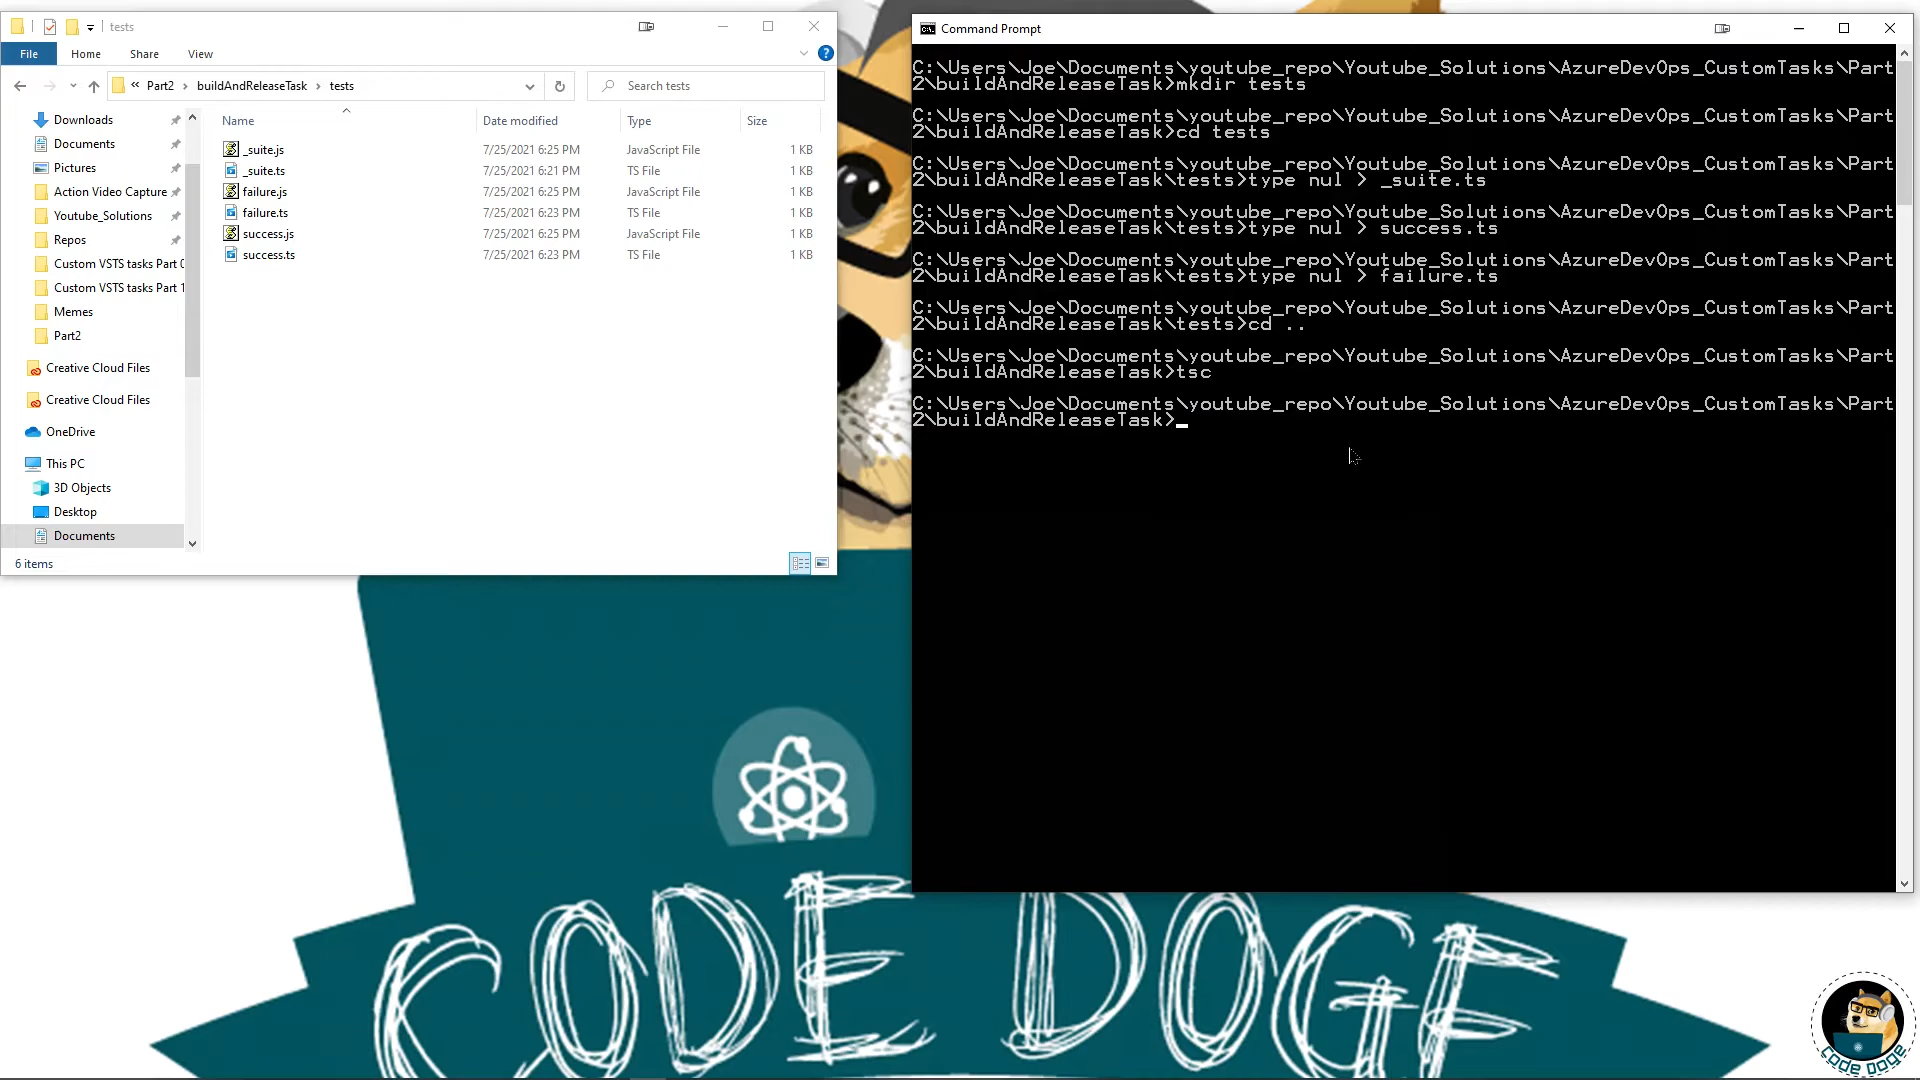 tests
File Home Share View
« Part2 > buildAndReleaseTask > tests
Search tests
Downloads
Documents
Pictures
Action Video Capture
Youtube_Solutions
Repos
Custom VSTS tasks Part 0
Custom VSTS tasks Part 1
Memes
Part2
Creative Cloud Files
Creative Cloud Files
OneDrive
This PC
3D Objects
Desktop
Documents
Name Date modified Type Size
_suite.js 7/25/2021 6:25 PM JavaScript File 1 KB
_suite.ts 7/25/2021 6:21 PM TS File 1 KB
failure.js 7/25/2021 6:25 PM JavaScript File 1 KB
failure.ts 7/25/2021 6:23 PM TS File 1 KB
success.js 7/25/2021 6:25 PM JavaScript File 1 KB
success.ts 7/25/2021 6:23 PM TS File 1 KB
6 items
Command Prompt
C:\Users\Joe\Documents\youtube_repo\Youtube_Solutions\AzureDevOps_CustomTasks\Part
2\buildAndReleaseTask>mkdir tests
C:\Users\Joe\Documents\youtube_repo\Youtube_Solutions\AzureDevOps_CustomTasks\Part
2\buildAndReleaseTask>cd tests
C:\Users\Joe\Documents\youtube_repo\Youtube_Solutions\AzureDevOps_CustomTasks\Part
2\buildAndReleaseTask\tests>type nul > _suite.ts
C:\Users\Joe\Documents\youtube_repo\Youtube_Solutions\AzureDevOps_CustomTasks\Part
2\buildAndReleaseTask\tests>type nul > success.ts
C:\Users\Joe\Documents\youtube_repo\Youtube_Solutions\AzureDevOps_CustomTasks\Part
2\buildAndReleaseTask\tests>type nul > failure.ts
C:\Users\Joe\Documents\youtube_repo\Youtube_Solutions\AzureDevOps_CustomTasks\Part
2\buildAndReleaseTask\tests>cd ..
C:\Users\Joe\Documents\youtube_repo\Youtube_Solutions\AzureDevOps_CustomTasks\Part
2\buildAndReleaseTask>tsc
C:\Users\Joe\Documents\youtube_repo\Youtube_Solutions\AzureDevOps_CustomTasks\Part
2\buildAndReleaseTask>
CODE DOGE
code doge